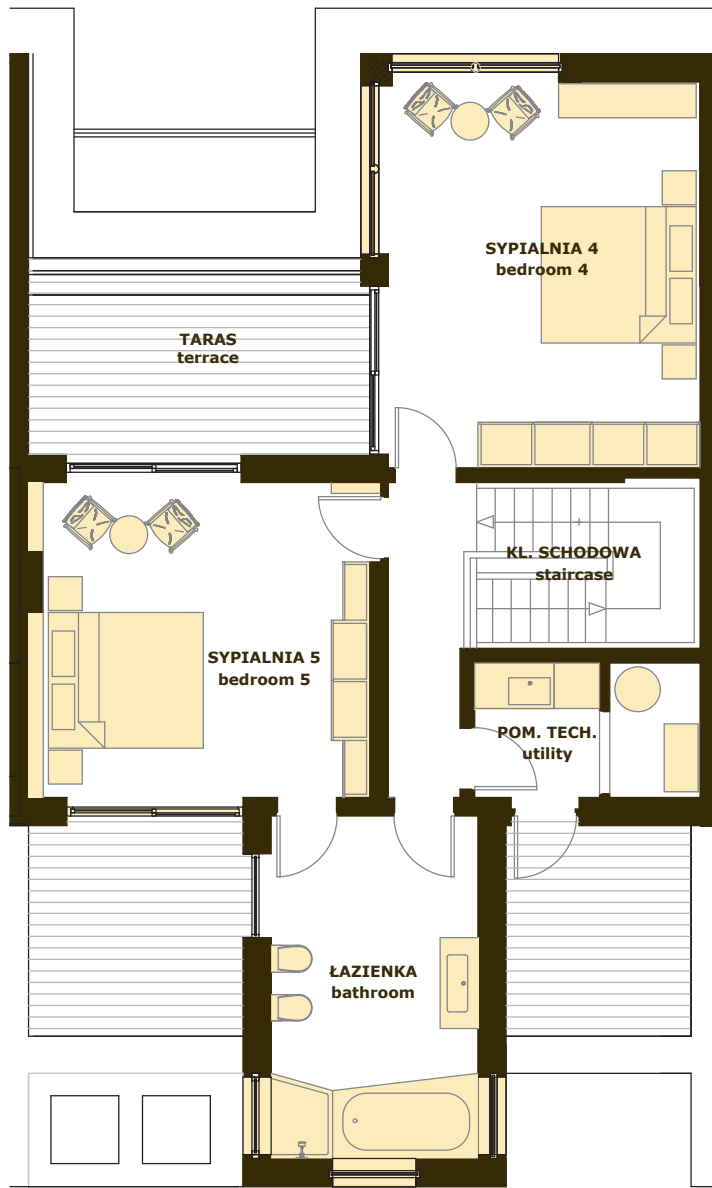 SYPIALNIA 4
bedroom 4
TARAS
terrace
KL. SCHODOWA
staircase
SYPIALNIA 5
bedroom 5
POM. TECH.
utility
ŁAZIENKA
bathroom